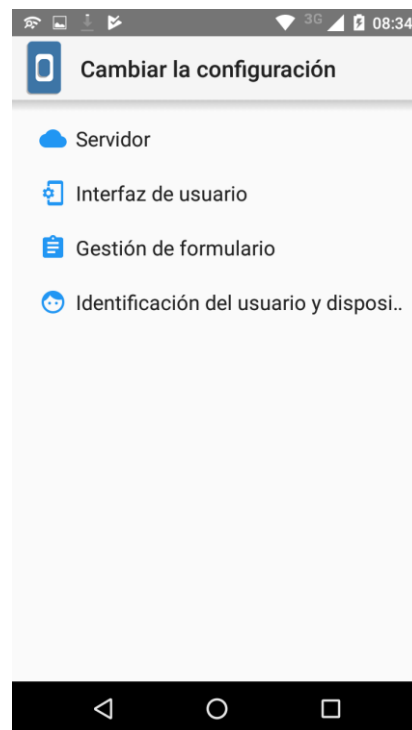 3G 08:34
Cambiar la configuración
Servidor
Interfaz de usuario
Gestión de formulario
Identificación del usuario y disposi..